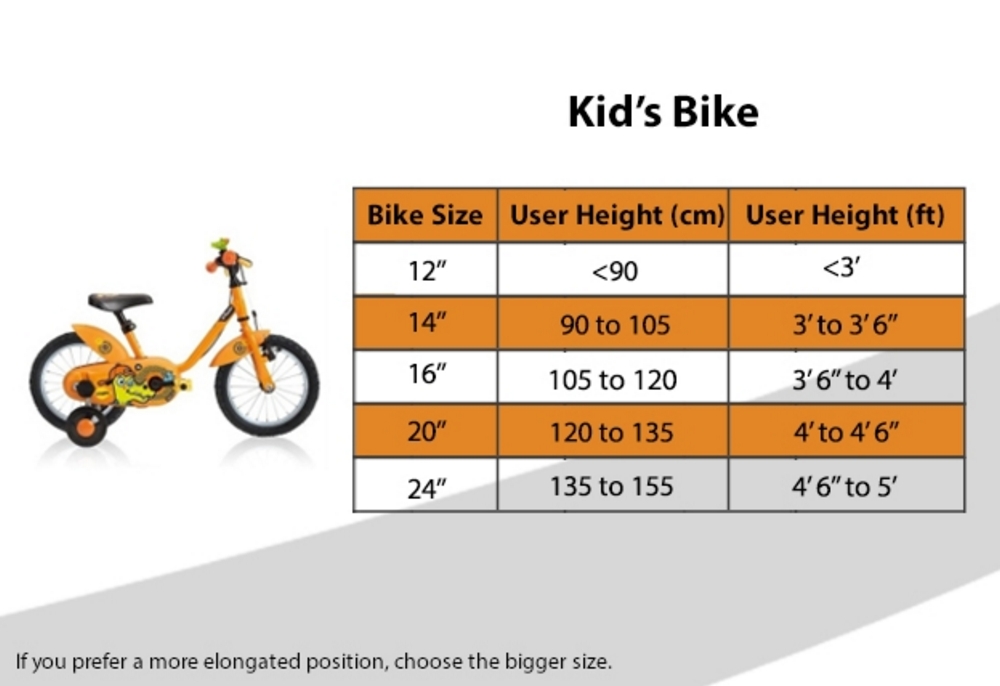 Kid’s Bike
Bike Size User Height (cm) User Height (ft)
12” <90 <3’
14” 90 to 105 3’ to 3’ 6”
16” 105 to 120 3’ 6” to 4’
20” 120 to 135 4’ to 4’ 6”
24” 135 to 155 4’ 6” to 5’
If you prefer a more elongated position, choose the bigger size.